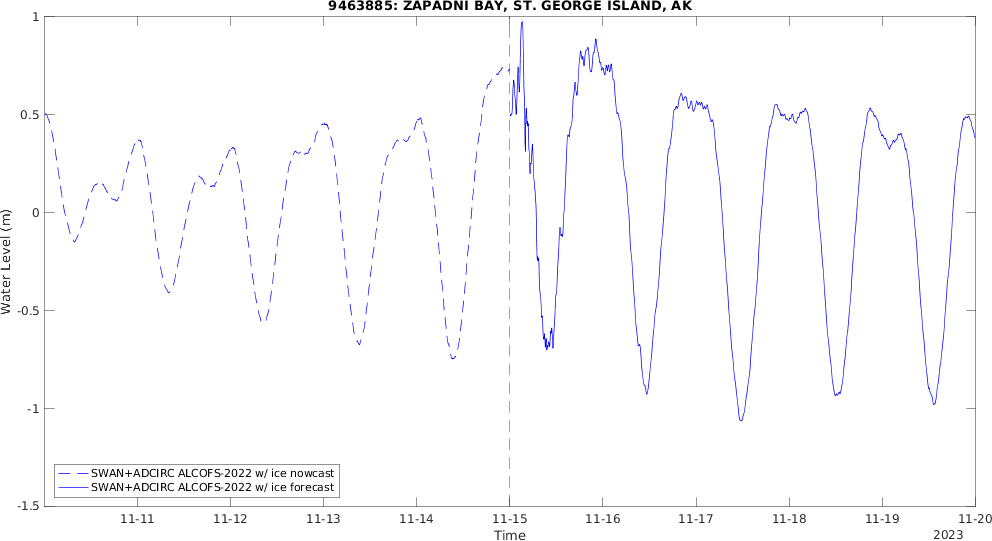 9463885: ZAPADNI BAY, ST. GEORGE ISLAND, AK
1
0.5
0
-0.5
-1
-1.5
Water Level (m)
SWAN+ADCIRC ALCOFS-2022 w/ ice nowcast
SWAN+ADCIRC ALCOFS-2022 w/ ice forecast
11-11 11-12 11-13 11-14 11-15 11-16 11-17 11-18 11-19 11-20
Time
2023